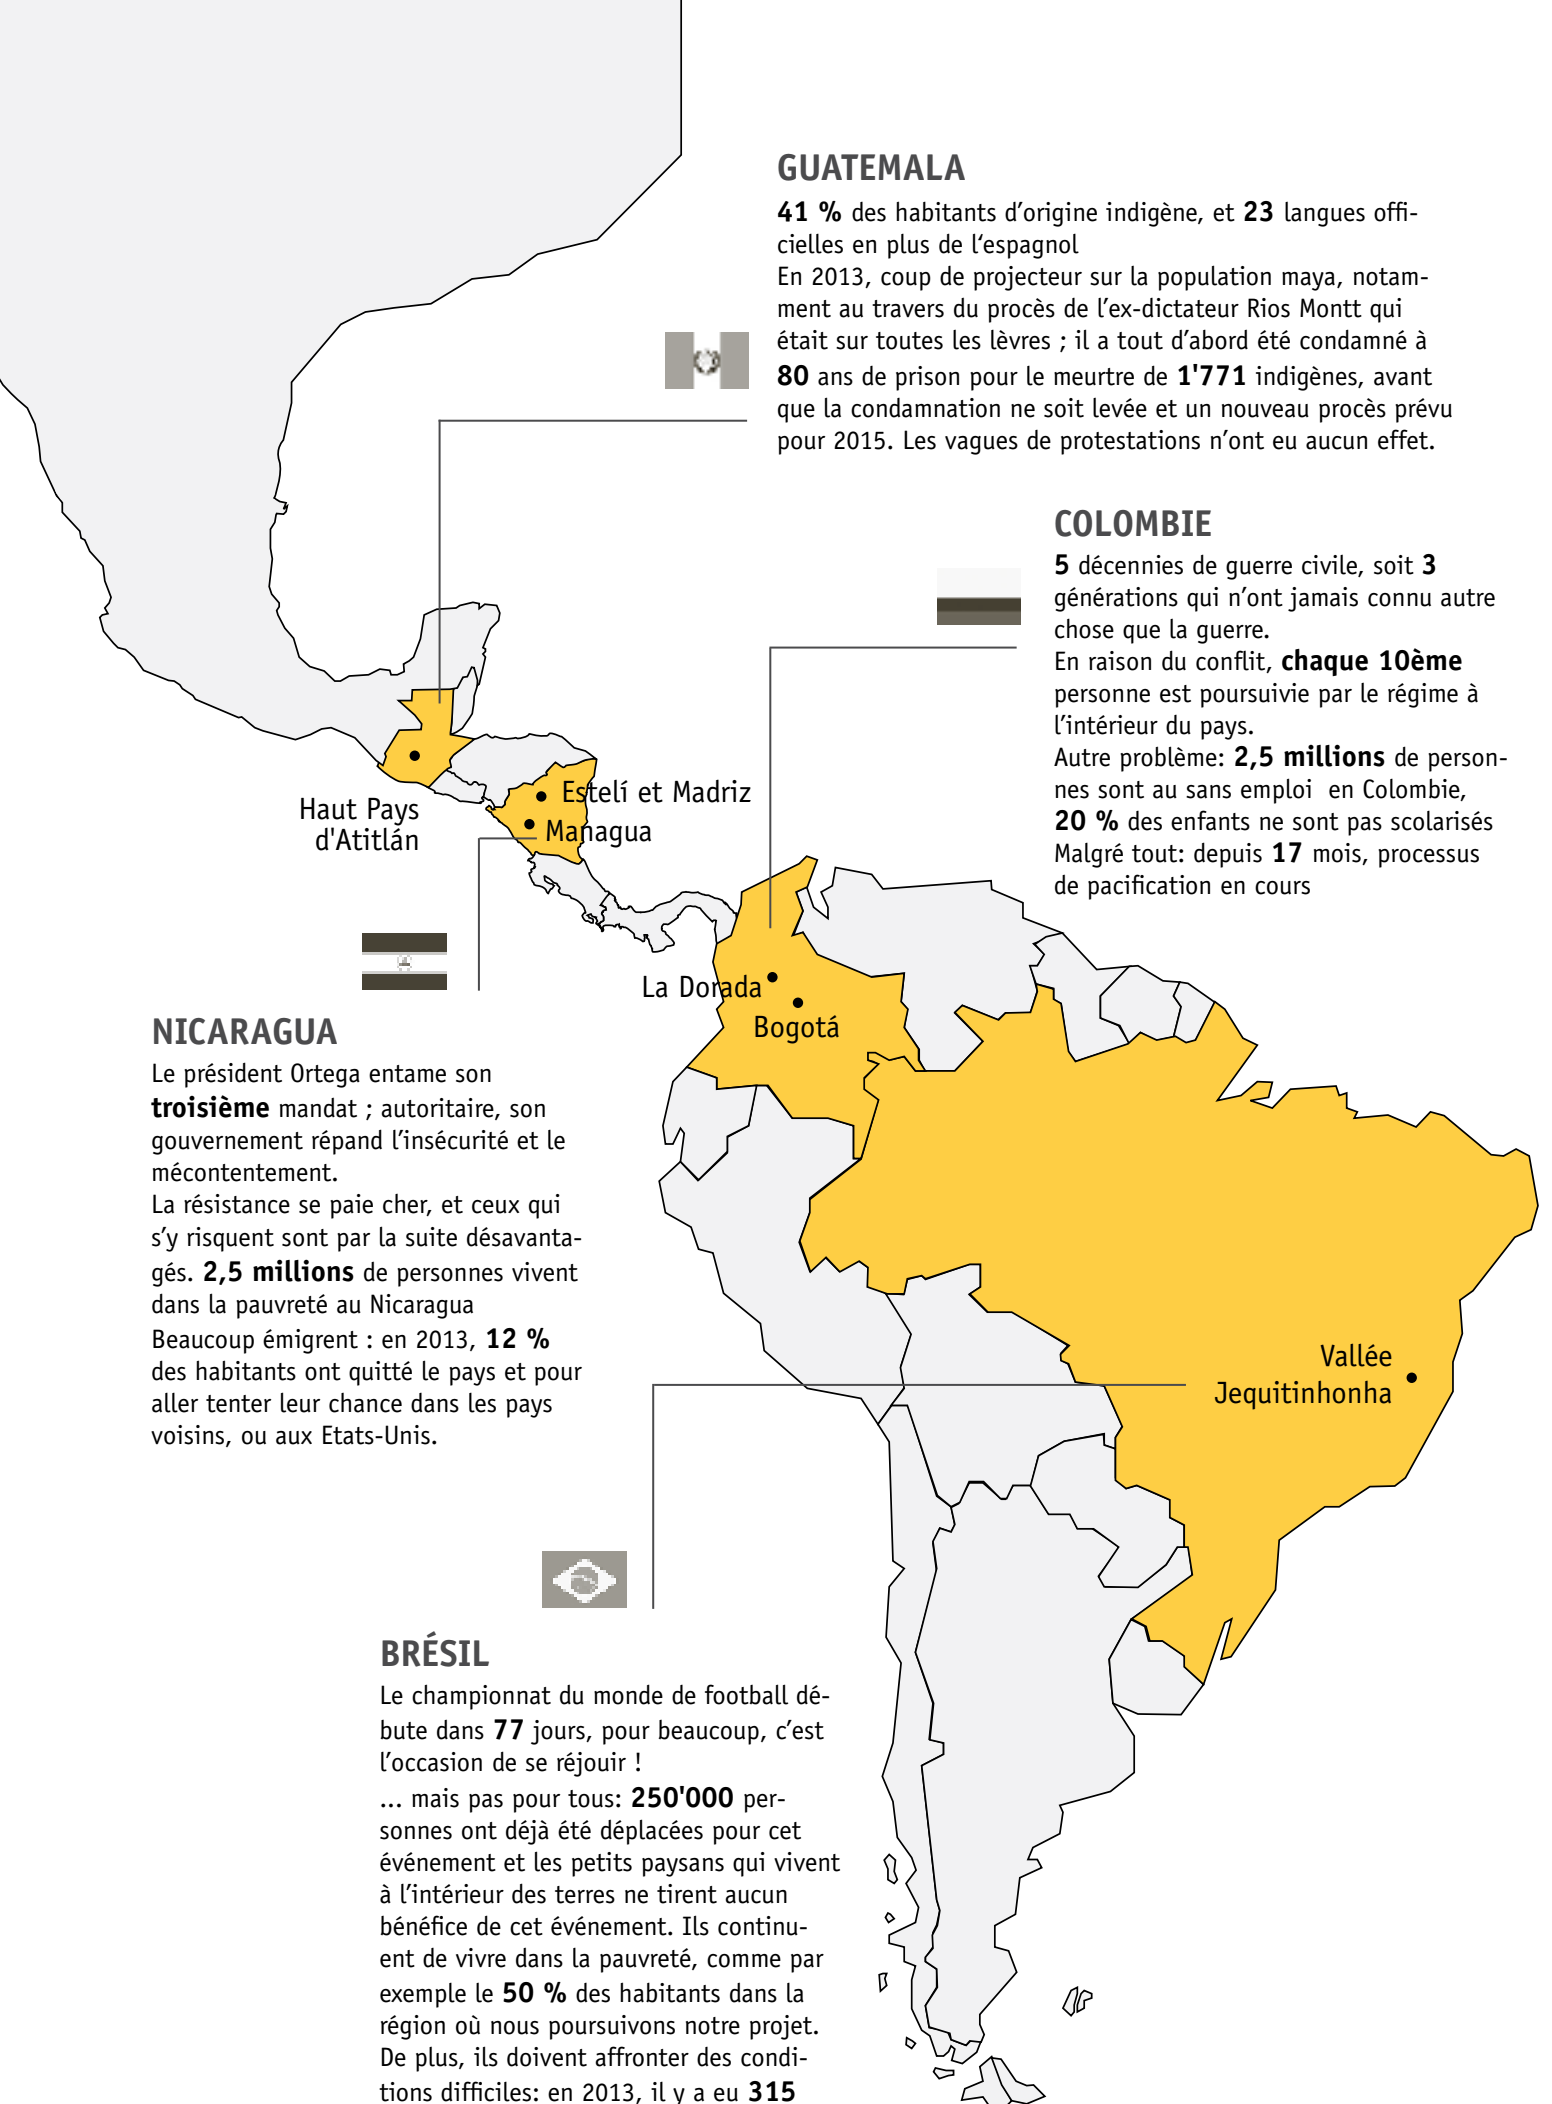 GUATEMALA
41 % des habitants d’origine indigène, et 23 langues offi-
cielles en plus de l‘espagnol
En 2013, coup de projecteur sur la population maya, notam-
ment au travers du procès de l’ex-dictateur Rios Montt qui
était sur toutes les lèvres ; il a tout d’abord été condamné à
80 ans de prison pour le meurtre de 1'771 indigènes, avant
que la condamnation ne soit levée et un nouveau procès prévu
pour 2015. Les vagues de protestations n’ont eu aucun effet.
COLOMBIE
5 décennies de guerre civile, soit 3
générations qui n’ont jamais connu autre
chose que la guerre.
En raison du conflit, chaque 10ème
personne est poursuivie par le régime à
l’intérieur du pays.
Autre problème: 2,5 millions de person-
nes sont au sans emploi en Colombie,
20 % des enfants ne sont pas scolarisés
Malgré tout: depuis 17 mois, processus
de pacification en cours
Haut Pays
d'Atitlán
Estelí et Madriz
Managua
La Dorada
Bogotá
NICARAGUA
Le président Ortega entame son
troisième mandat ; autoritaire, son
gouvernement répand l’insécurité et le
mécontentement.
La résistance se paie cher, et ceux qui
s’y risquent sont par la suite désavanta-
gés. 2,5 millions de personnes vivent
dans la pauvreté au Nicaragua
Beaucoup émigrent : en 2013, 12 %
des habitants ont quitté le pays et pour
aller tenter leur chance dans les pays
voisins, ou aux Etats-Unis.
Vallée
Jequitinhonha
BRÉSIL
Le championnat du monde de football dé-
bute dans 77 jours, pour beaucoup, c’est
l’occasion de se réjouir !
... mais pas pour tous: 250'000 per-
sonnes ont déjà été déplacées pour cet
événement et les petits paysans qui vivent
à l’intérieur des terres ne tirent aucun
bénéfice de cet événement. Ils continu-
ent de vivre dans la pauvreté, comme par
exemple le 50 % des habitants dans la
région où nous poursuivons notre projet.
De plus, ils doivent affronter des condi-
tions difficiles: en 2013, il y a eu 315